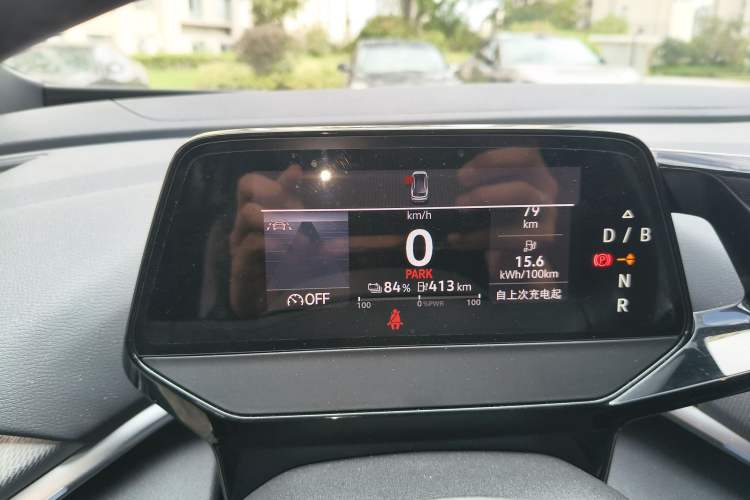 km/h
0
PARK
84%
413 km
100 0 %PWR 100
OFF
79
km
15.6
kWh/100km
自上次充电起
D / B
P
N
R